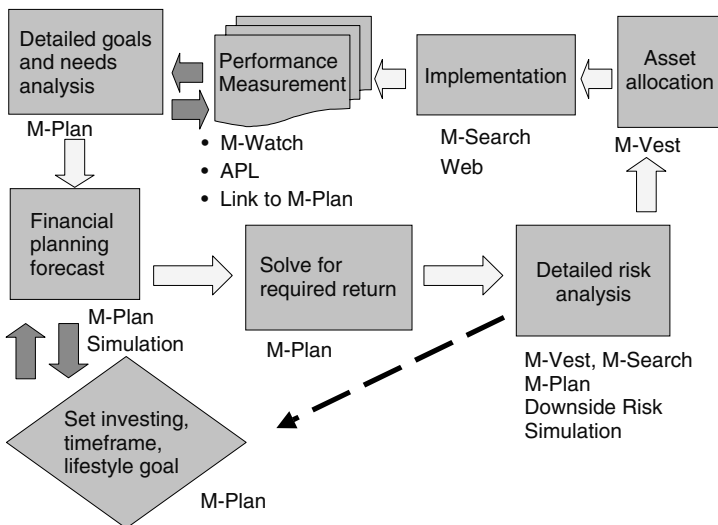 Detailed goals
and needs
analysis
M-Plan
Performance
Measurement
• M-Watch
• APL
• Link to M-Plan
Implementation
M-Search
Web
Asset
allocation
M-Vest
Financial
planning
forecast
M-Plan
Simulation
Solve for
required return
M-Plan
Detailed risk
analysis
M-Vest, M-Search
M-Plan
Downside Risk
Simulation
Set investing,
timeframe,
lifestyle goal
M-Plan